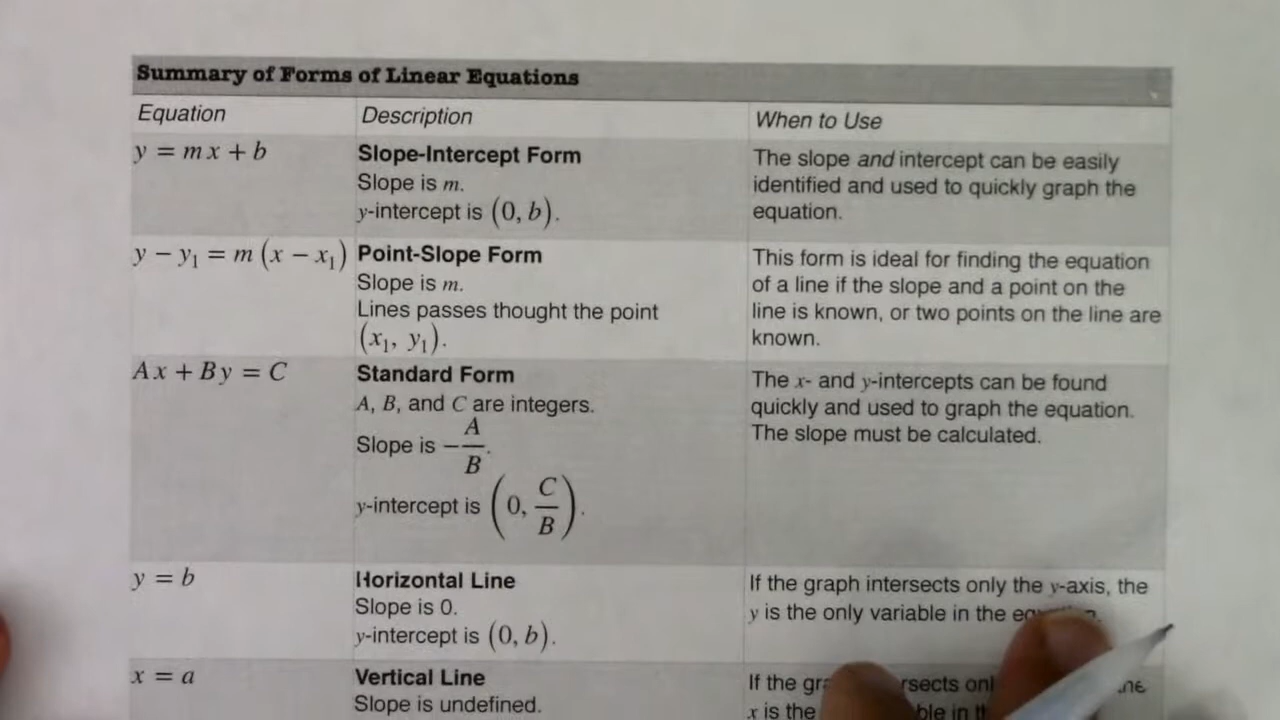 Summary of Forms of Linear Equations
Equation Description When to Use
y = mx + b
Slope-Intercept Form
Slope is m.
y-intercept is (0, b).
The slope and intercept can be easily
identified and used to quickly graph the
equation.
y − y₁ = m (x − x₁)
Point-Slope Form
Slope is m.
Lines passes thought the point
(x₁, y₁).
This form is ideal for finding the equation
of a line if the slope and a point on the
line is known, or two points on the line are
known.
Ax + By = C
Standard Form
A, B, and C are integers.
Slope is −A/B.
y-intercept is (0, C/B).
The x- and y-intercepts can be found
quickly and used to graph the equation.
The slope must be calculated.
y = b
Horizontal Line
Slope is 0.
y-intercept is (0, b).
If the graph intersects only the y-axis, the
y is the only variable in the
x = a
Vertical Line
Slope is undefined.
If the
x is the